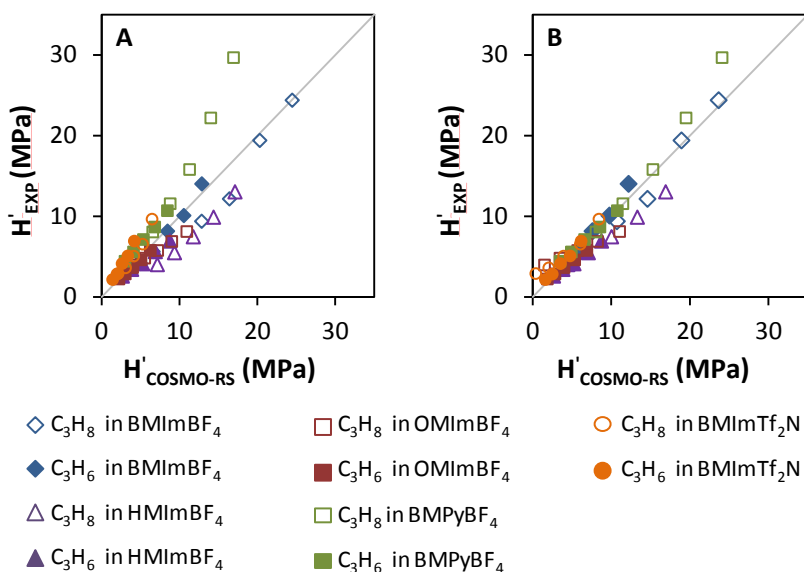 A
B
30
20
10
0
H'EXP (MPa)
0
10
20
30
H'COSMO-RS (MPa)
30
20
10
0
H'EXP (MPa)
0
10
20
30
H'COSMO-RS (MPa)
C₃H₈ in BMImBF₄
C₃H₆ in BMImBF₄
C₃H₈ in HMImBF₄
C₃H₆ in HMImBF₄
C₃H₈ in OMImBF₄
C₃H₆ in OMImBF₄
C₃H₈ in BMPyBF₄
C₃H₆ in BMPyBF₄
C₃H₈ in BMImTf₂N
C₃H₆ in BMImTf₂N